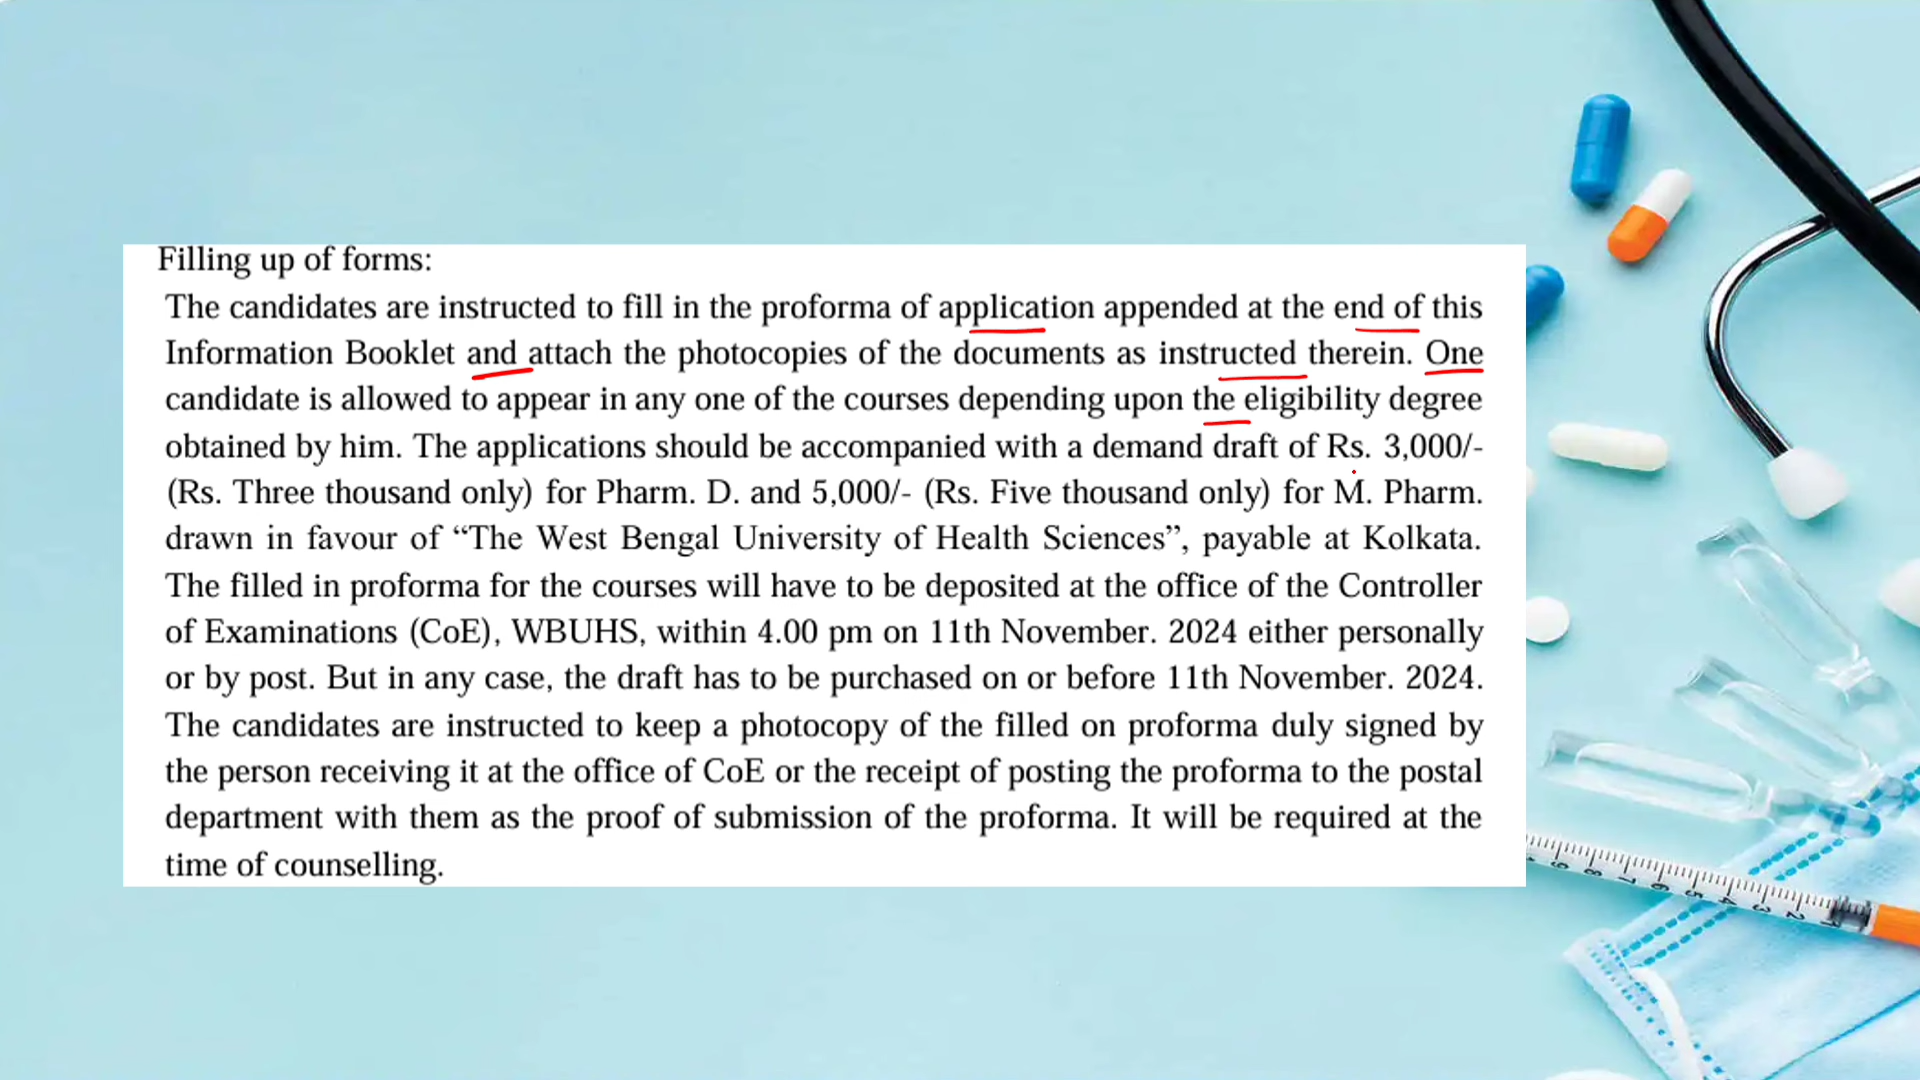 Filling up of forms:
The candidates are instructed to fill in the proforma of application appended at the end of this
Information Booklet and attach the photocopies of the documents as instructed therein. One
candidate is allowed to appear in any one of the courses depending upon the eligibility degree
obtained by him. The applications should be accompanied with a demand draft of Rs. 3,000/-
(Rs. Three thousand only) for Pharm. D. and 5,000/- (Rs. Five thousand only) for M. Pharm.
drawn in favour of “The West Bengal University of Health Sciences”, payable at Kolkata.
The filled in proforma for the courses will have to be deposited at the office of the Controller
of Examinations (CoE), WBUHS, within 4.00 pm on 11th November. 2024 either personally
or by post. But in any case, the draft has to be purchased on or before 11th November. 2024.
The candidates are instructed to keep a photocopy of the filled on proforma duly signed by
the person receiving it at the office of CoE or the receipt of posting the proforma to the postal
department with them as the proof of submission of the proforma. It will be required at the
time of counselling.